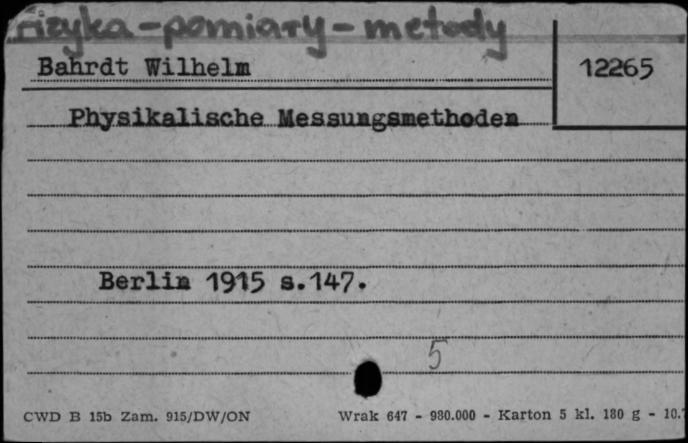 fizyka - pomiary - metody
Bahrdt Wilhelm
12265
Physikalische Messungsmethoden
Berlin 1915 s.147.
5
CWD B 15b Zam. 915/DW/ON Wrak 647 - 980.000 - Karton 5 kl. 180 g - 10.